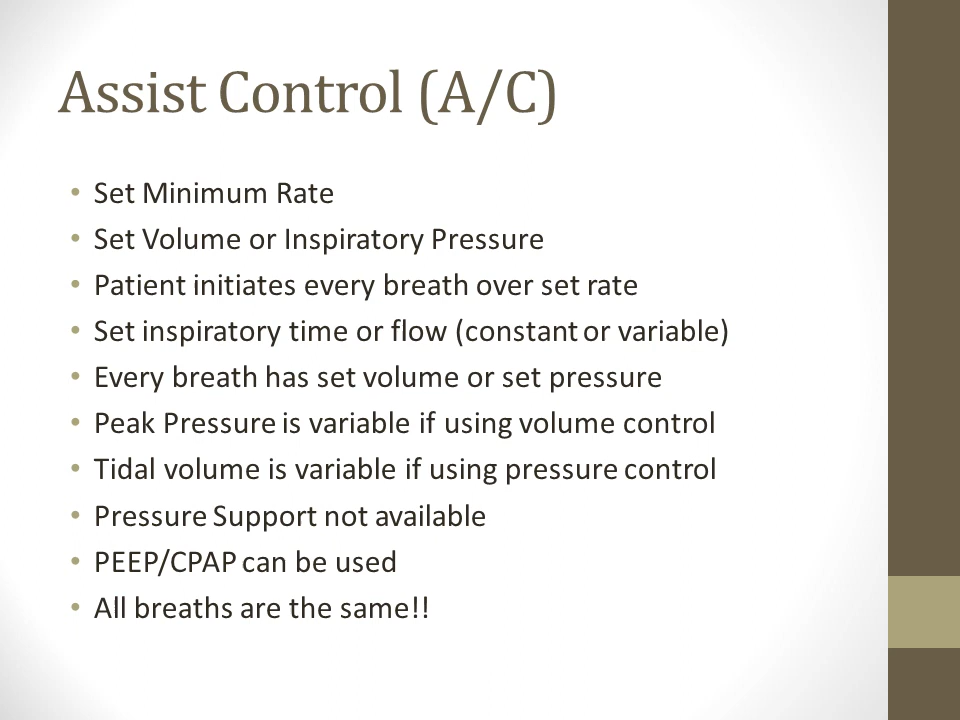 Assist Control (A/C)
• Set Minimum Rate
• Set Volume or Inspiratory Pressure
• Patient initiates every breath over set rate
• Set inspiratory time or flow (constant or variable)
• Every breath has set volume or set pressure
• Peak Pressure is variable if using volume control
• Tidal volume is variable if using pressure control
• Pressure Support not available
• PEEP/CPAP can be used
• All breaths are the same!!